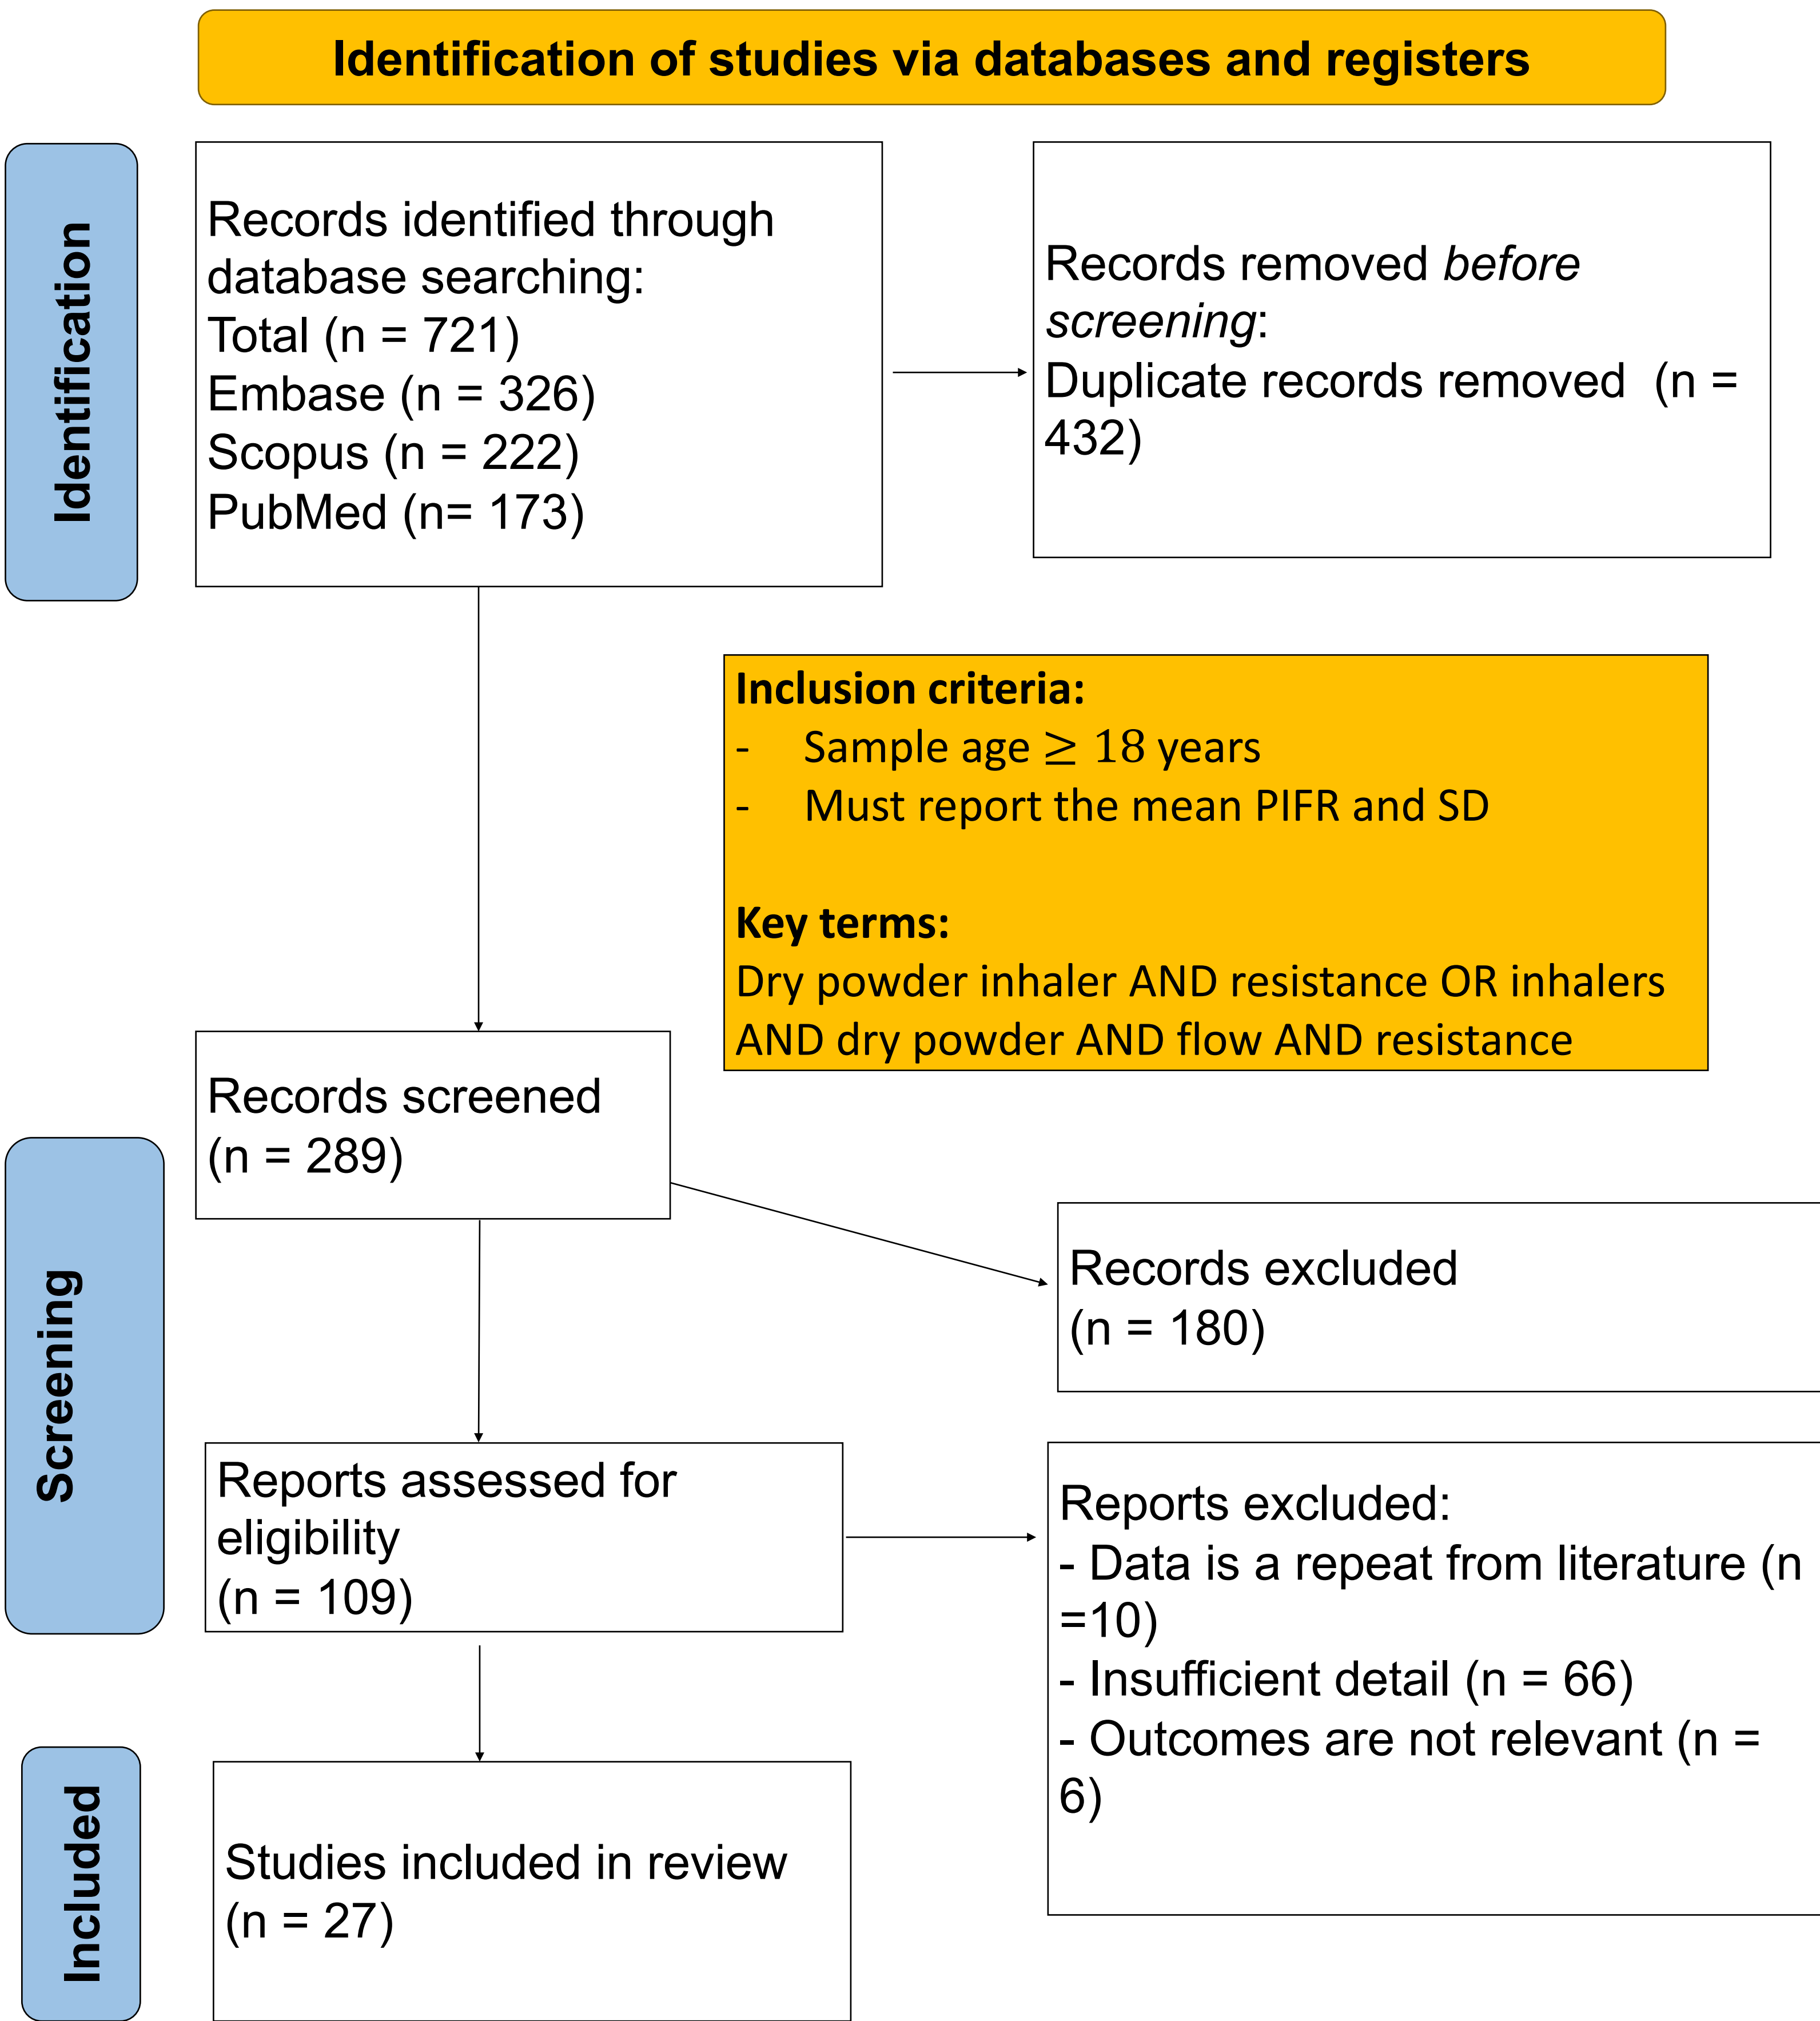 Identification of studies via databases and registers
Identification
Records identified through
database searching:
Total (n = 721)
Embase (n = 326)
Scopus (n = 222)
PubMed (n= 173)
Records removed before
screening:
Duplicate records removed  (n =
432)
Inclusion criteria:
- Sample age ≥ 18 years
- Must report the mean PIFR and SD
Key terms:
Dry powder inhaler AND resistance OR inhalers
AND dry powder AND flow AND resistance
Screening
Records screened
(n = 289)
Records excluded
(n = 180)
Reports assessed for
eligibility
(n = 109)
Reports excluded:
- Data is a repeat from literature (n
=10)
- Insufficient detail (n = 66)
- Outcomes are not relevant (n =
6)
Included
Studies included in review
(n = 27)